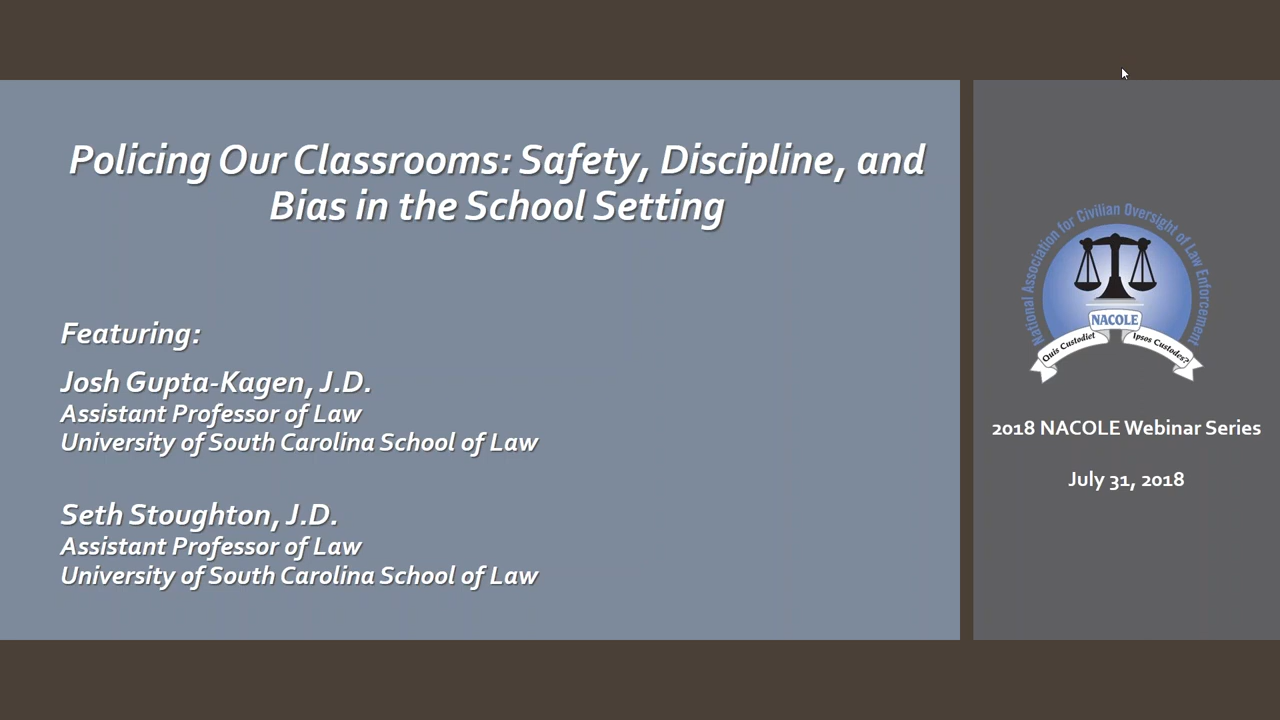 Policing Our Classrooms: Safety, Discipline, and
Bias in the School Setting
Featuring:
Josh Gupta-Kagen, J.D.
Assistant Professor of Law
University of South Carolina School of Law
Seth Stoughton, J.D.
Assistant Professor of Law
University of South Carolina School of Law
National Association for Civilian Oversight of Law Enforcement
NACOLE
Quis Custodiet
Ipsos Custodes?
2018 NACOLE Webinar Series
July 31, 2018